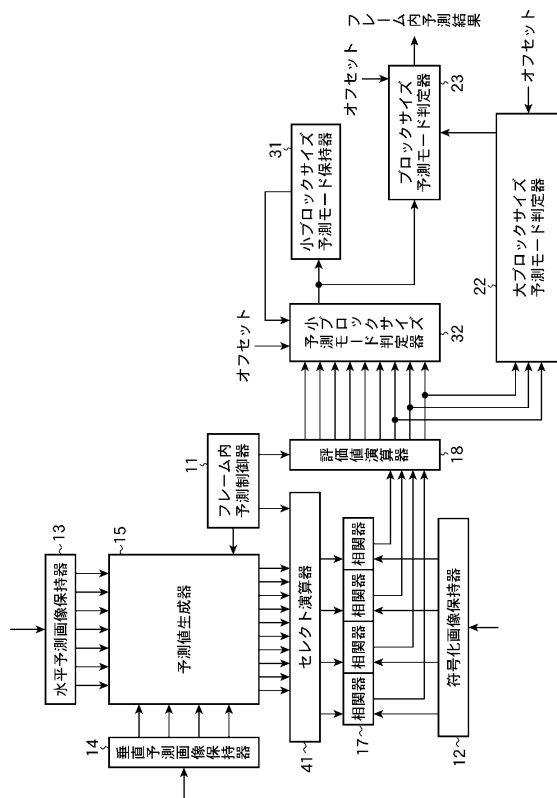 水平予測画像保持器
13
垂直予測画像保持器
14
予測値生成器
15
フレーム内
予測制御器
11
セレクト演算器
41
相関器
相関器
相関器
相関器
17
符号化画像保持器
12
評価値演算器
18
オフセット
小ブロックサイズ
予測モード判定器
32
小ブロックサイズ
予測モード保持器
31
オフセット
ブロックサイズ
予測モード判定器
23
フレーム内
予測結果
大ブロックサイズ
予測モード判定器
22
オフセット